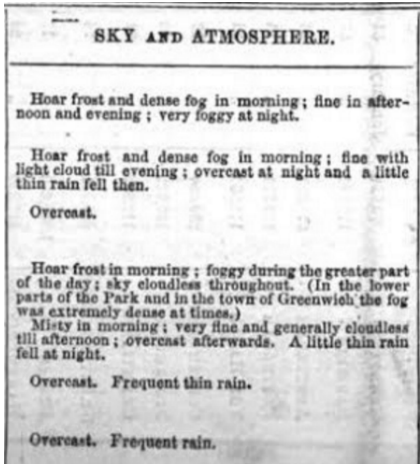 SKY AND ATMOSPHERE.
Hoar frost and dense fog in morning; fine in after-
noon and evening; very foggy at night.
Hoar frost and dense fog in morning; fine with
light cloud till evening; overcast at night and a little
thin rain fell then.
Overcast.
Hoar frost in morning; foggy during the greater part
of the day; sky cloudless throughout. (In the lower
parts of the Park and in the town of Greenwich the fog
was extremely dense at times.)
Misty in morning; very fine and generally cloudless
till afternoon; overcast afterwards. A little thin rain
fell at night.
Overcast. Frequent thin rain.
Overcast. Frequent rain.